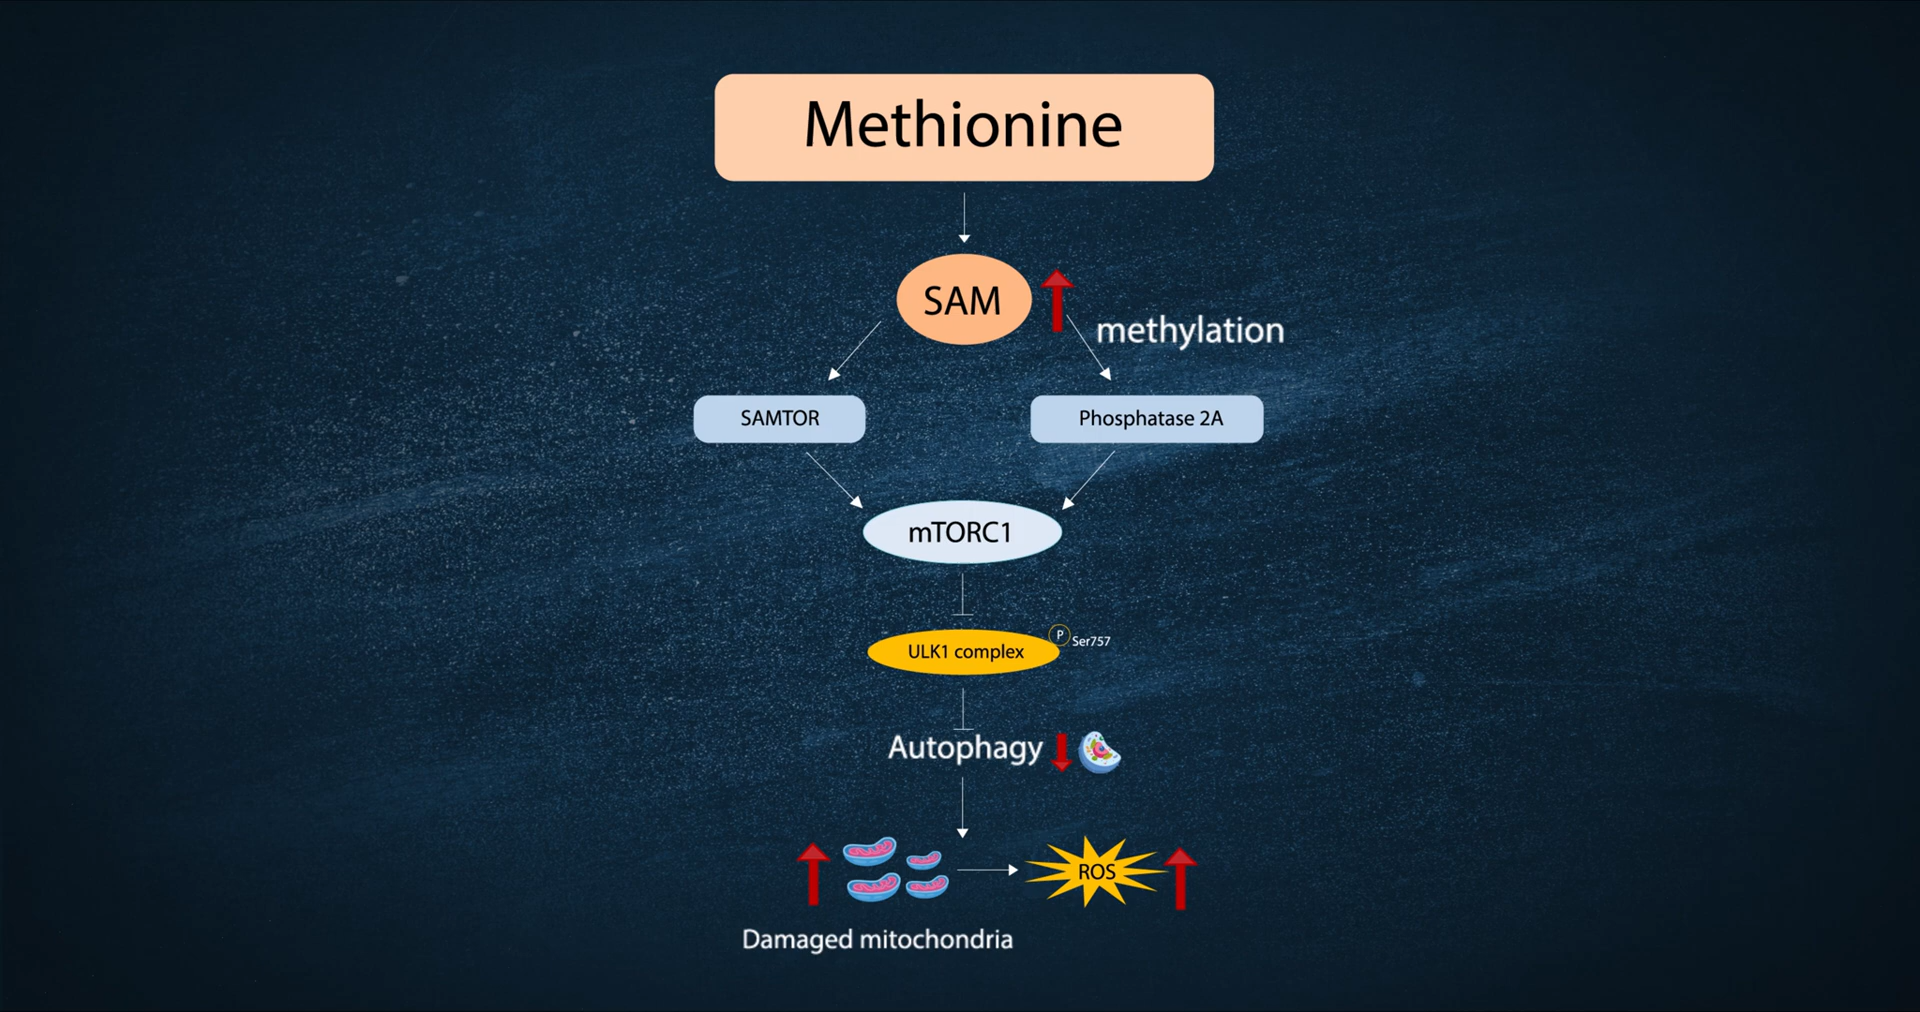 Methionine
SAM
methylation
SAMTOR
Phosphatase 2A
mTORC1
P
Ser757
ULK1 complex
Autophagy
ROS
Damaged mitochondria